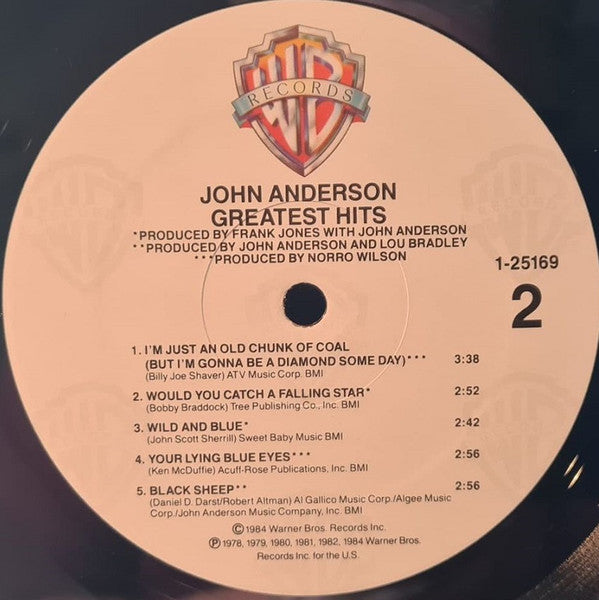 WB
RECORDS
JOHN ANDERSON
GREATEST HITS
*PRODUCED BY FRANK JONES WITH JOHN ANDERSON
**PRODUCED BY JOHN ANDERSON AND LOU BRADLEY
***PRODUCED BY NORRO WILSON
1-25169
2
1. I'M JUST AN OLD CHUNK OF COAL
(BUT I'M GONNA BE A DIAMOND SOME DAY)*** 3:38
(Billy Joe Shaver) ATV Music Corp. BMI
2. WOULD YOU CATCH A FALLING STAR* 2:52
(Bobby Braddock) Tree Publishing Co., Inc. BMI
3. WILD AND BLUE* 2:42
(John Scott Sherrill) Sweet Baby Music BMI
4. YOUR LYING BLUE EYES*** 2:56
(Ken McDuffie) Acuff-Rose Publications, Inc. BMI
5. BLACK SHEEP** 2:56
(Daniel D. Darst/Robert Altman) Al Gallico Music Corp./Algee Music
Corp./John Anderson Music Company, Inc. BMI
©1984 Warner Bros. Records Inc.
℗1978, 1979, 1980, 1981, 1982, 1984 Warner Bros.
Records Inc. for the U.S.